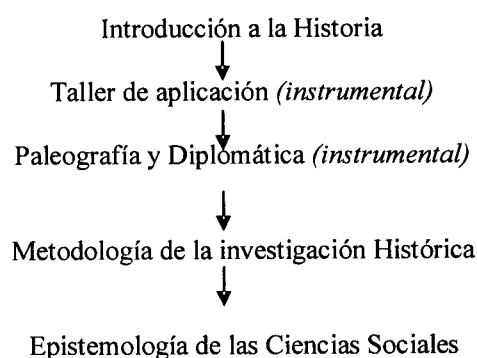 Introducción a la Historia
Taller de aplicación (instrumental)
Paleografía y Diplomática (instrumental)
Metodología de la investigación Histórica
Epistemología de las Ciencias Sociales